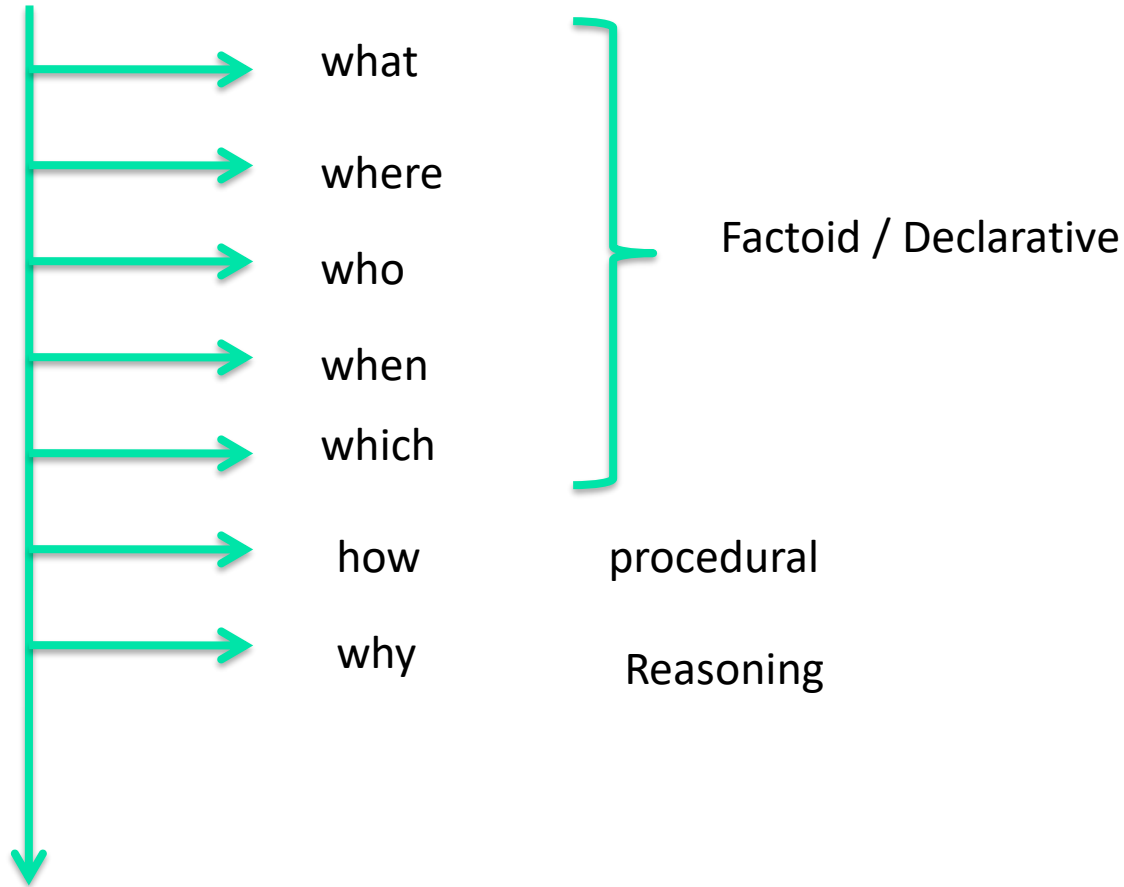 what
where
who
when
which
Factoid / Declarative
how procedural
why Reasoning